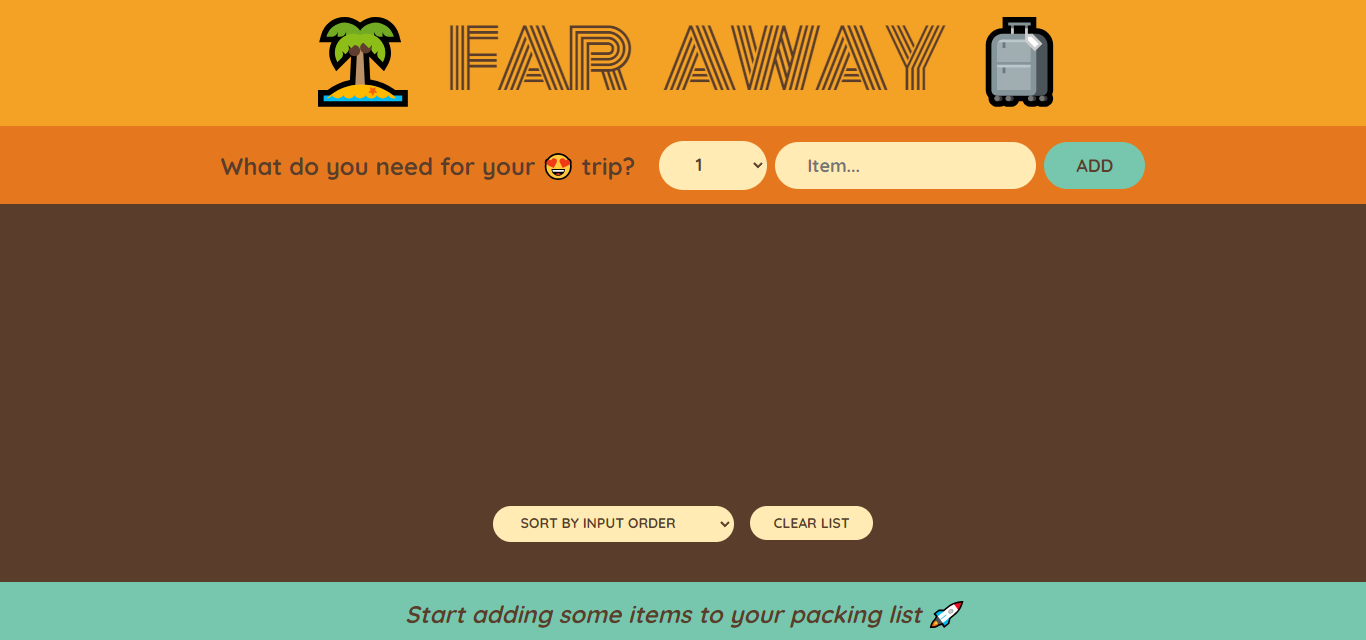 FAR AWAY
What do you need for your 😍 trip? 1 Item... ADD
SORT BY INPUT ORDER CLEAR LIST
Start adding some items to your packing list 🚀